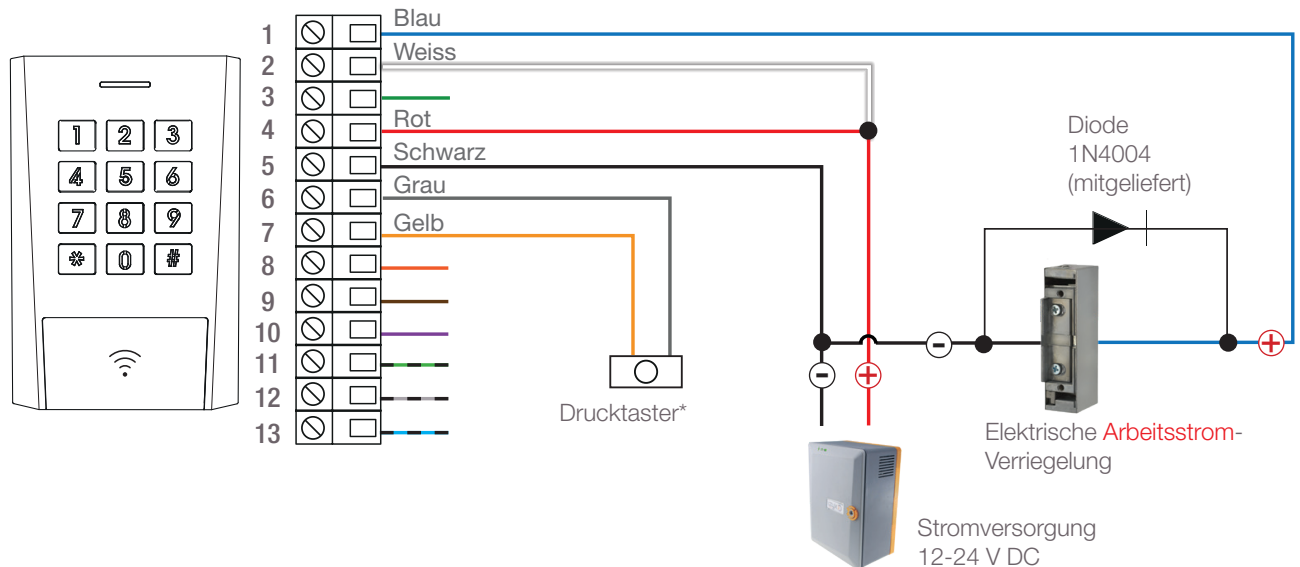 1 Blau
2 Weiss
3
4 Rot
5 Schwarz
6 Grau
7 Gelb
8
9
10
11
12
13
1 2 3
4 5 6
7 8 9
* 0 #
Drucktaster*
Diode
1N4004
(mitgeliefert)
- +
- +
Elektrische Arbeitsstrom-
Verriegelung
Stromversorgung
12-24 V DC